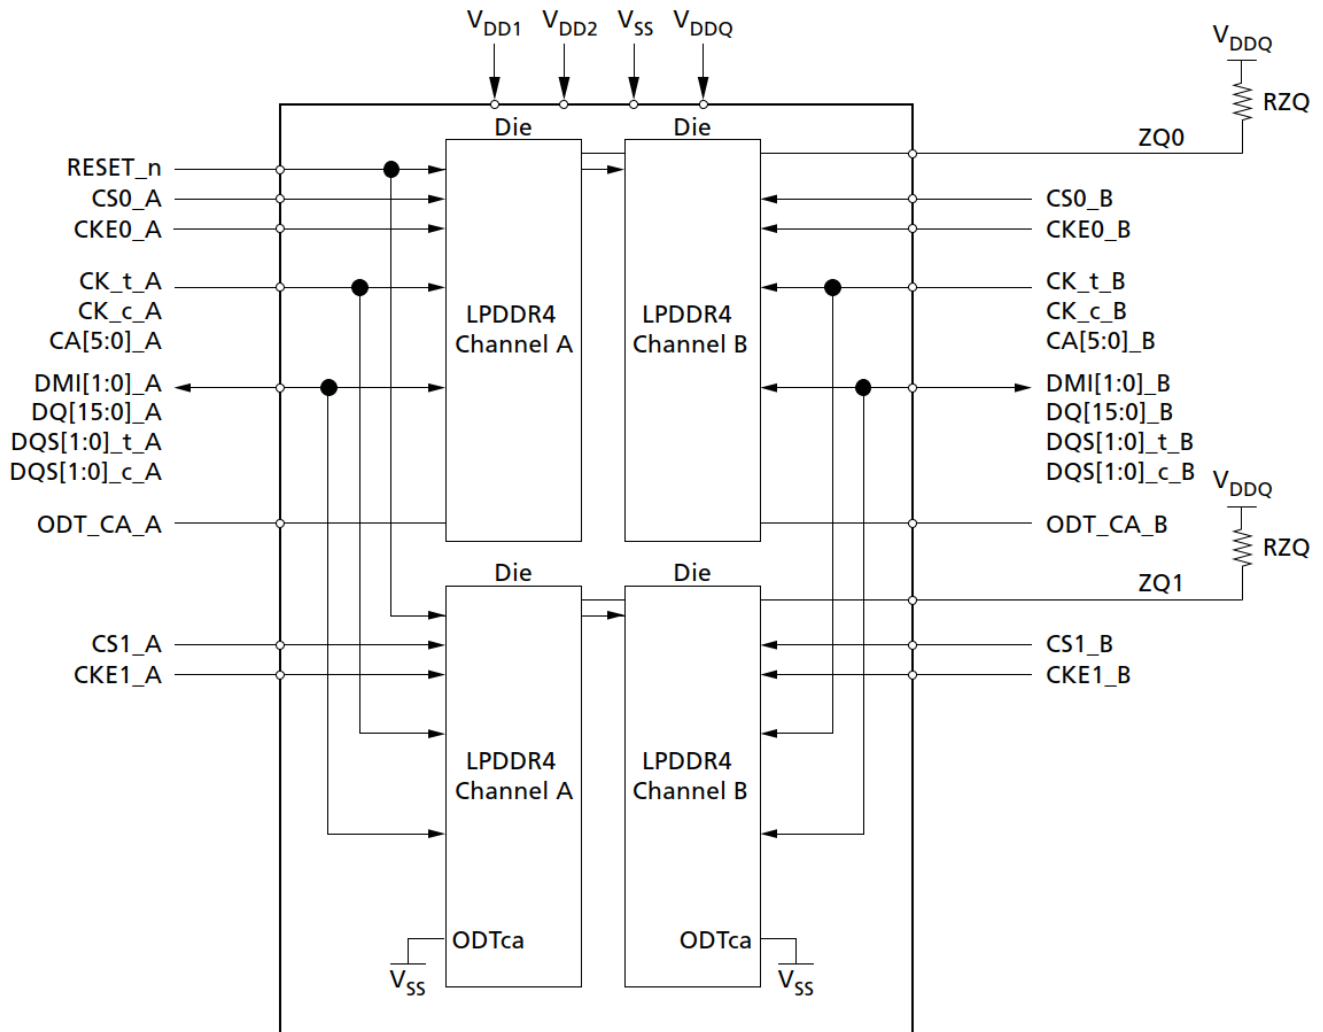 VDD1 VDD2 VSS VDDQ
VDDQ
RZQ
Die Die
ZQ0
RESET_n
CS0_A CS0_B
CKE0_A CKE0_B
CK_t_A CK_t_B
CK_c_A CK_c_B
CA[5:0]_A CA[5:0]_B
LPDDR4 LPDDR4
Channel A Channel B
DMI[1:0]_A DMI[1:0]_B
DQ[15:0]_A DQ[15:0]_B
DQS[1:0]_t_A DQS[1:0]_t_B
DQS[1:0]_c_A DQS[1:0]_c_B
VDDQ
ODT_CA_A ODT_CA_B
RZQ
Die Die
ZQ1
CS1_A CS1_B
CKE1_A CKE1_B
LPDDR4 LPDDR4
Channel A Channel B
ODTca ODTca
VSS VSS